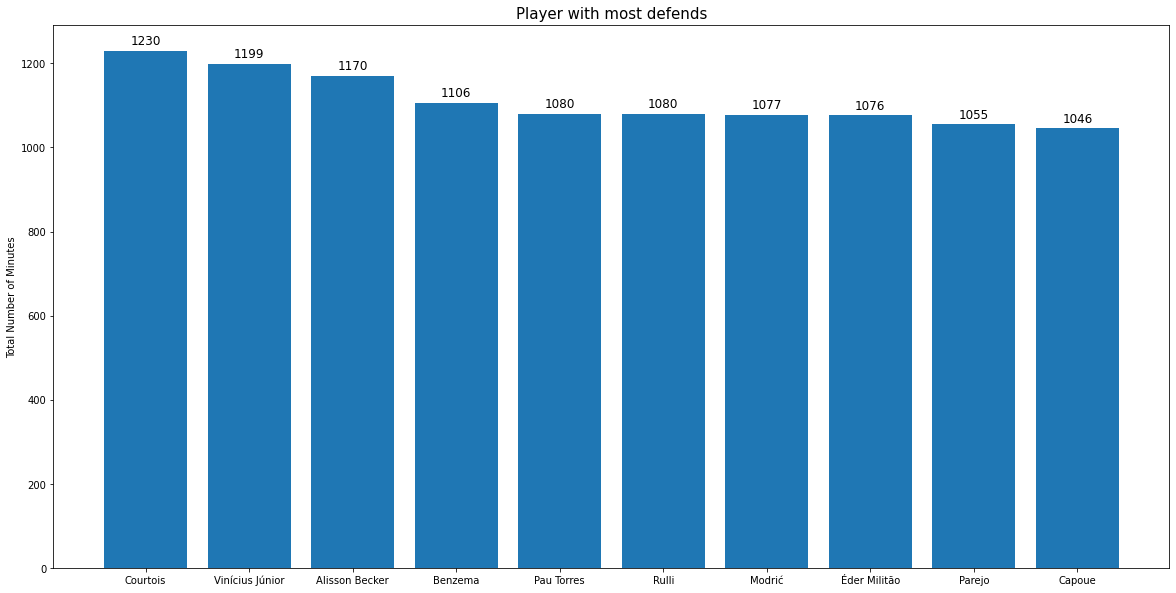 Player with most defends
Total Number of Minutes
1200
1000
800
600
400
200
0
1230
1199
1170
1106
1080
1080
1077
1076
1055
1046
Courtois
Vinícius Júnior
Alisson Becker
Benzema
Pau Torres
Rulli
Modrić
Éder Militão
Parejo
Capoue